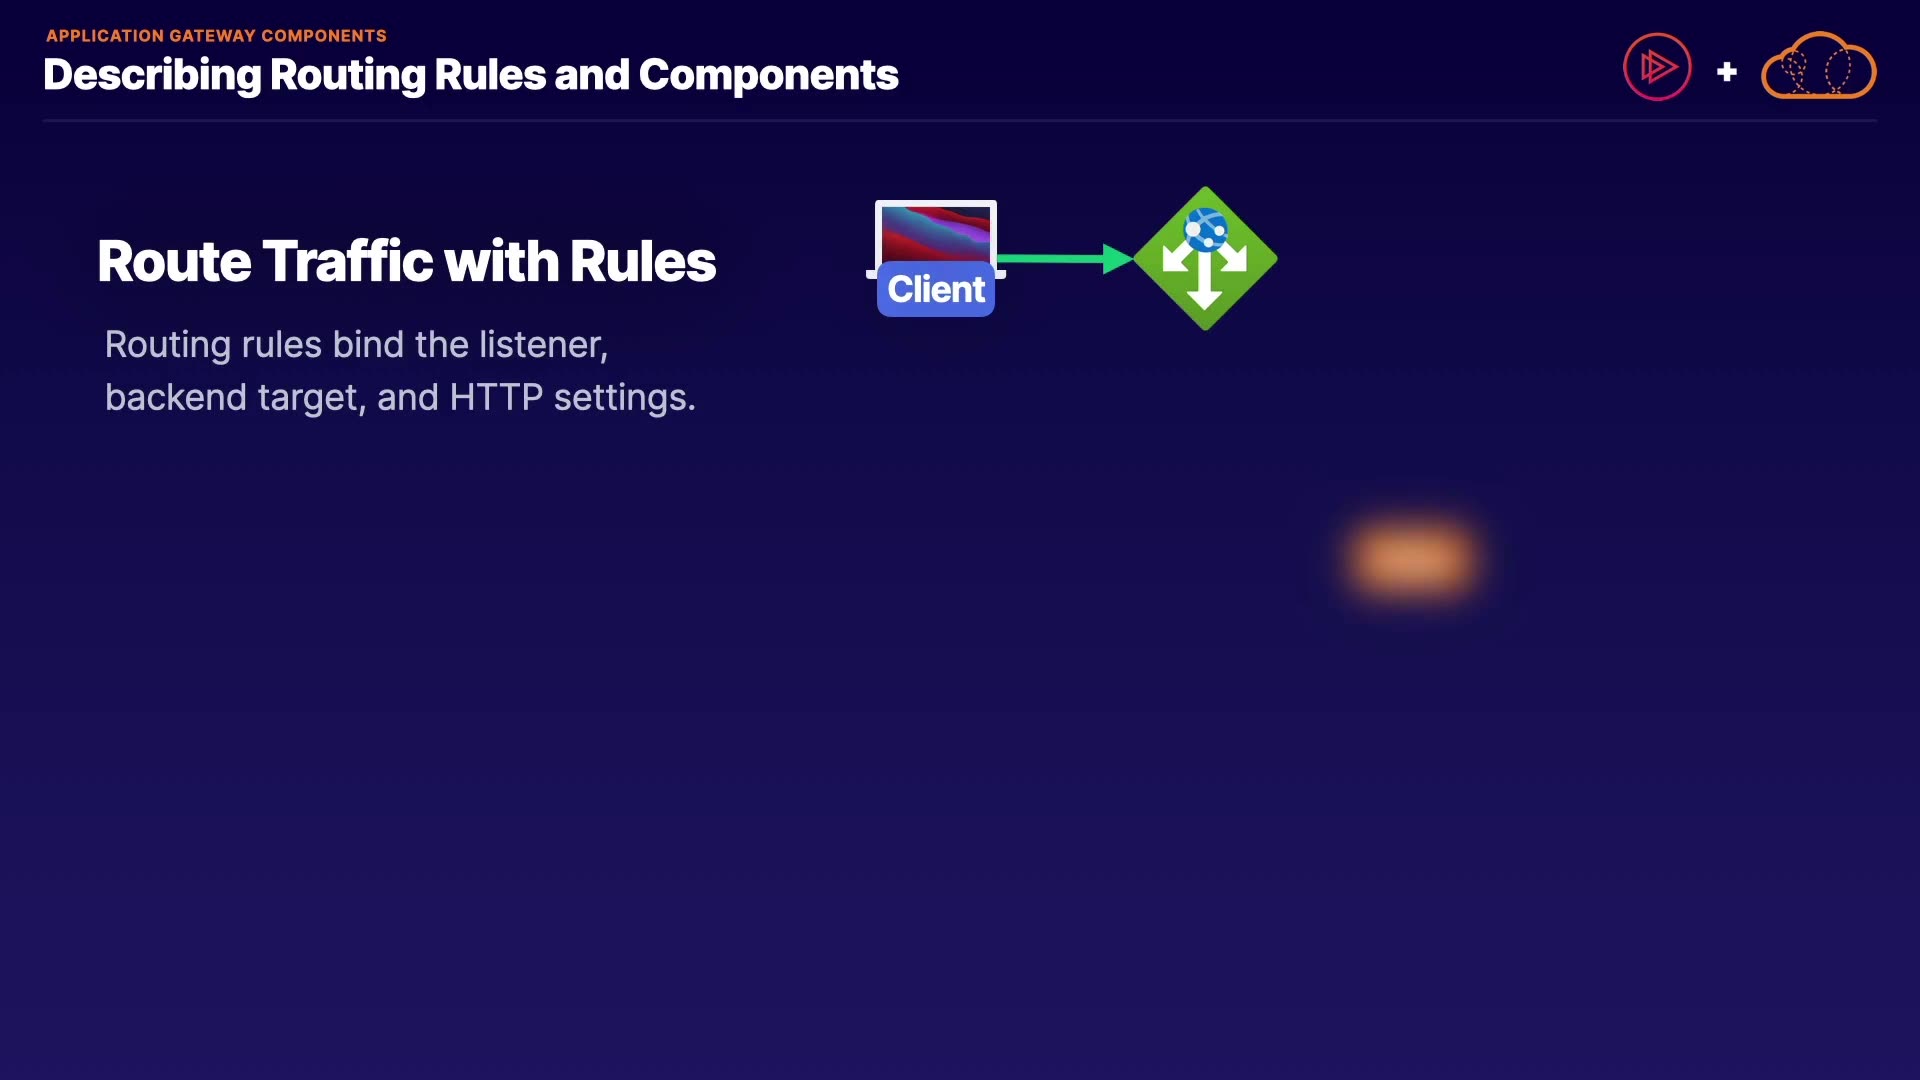 APPLICATION GATEWAY COMPONENTS
Describing Routing Rules and Components
+
Route Traffic with Rules
Routing rules bind the listener,
backend target, and HTTP settings.
Client